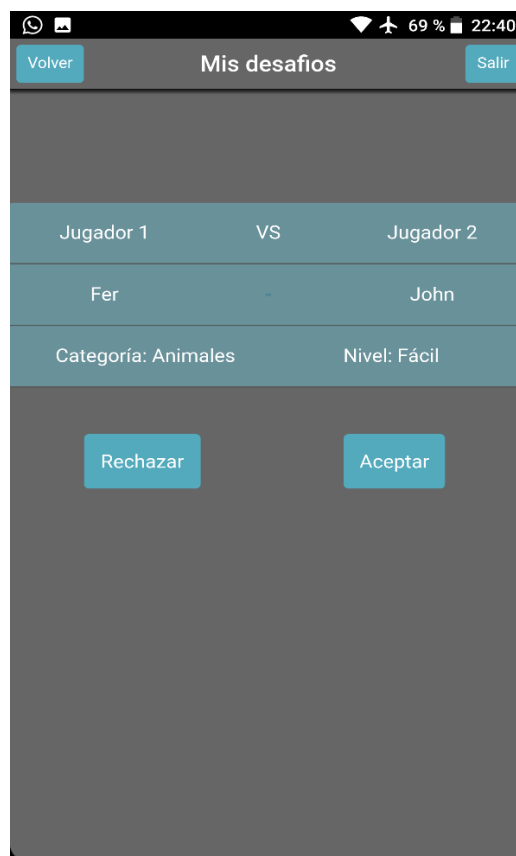 69 % 22:40
Volver Mis desafios Salir
Jugador 1 VS Jugador 2
Fer - John
Categoría: Animales Nivel: Fácil
Rechazar Aceptar